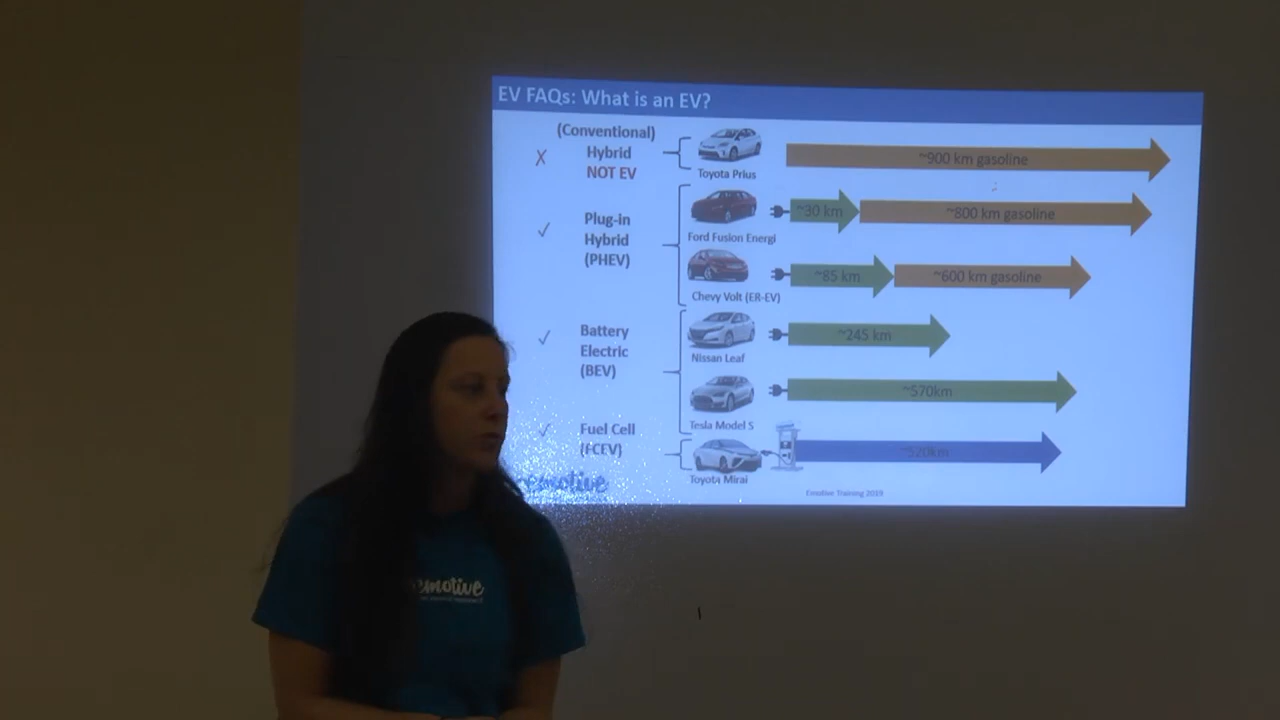 EV FAQs: What is an EV?
(Conventional)
Hybrid
NOT EV
Toyota Prius
~900 km gasoline
Plug-in
Hybrid
(PHEV)
Ford Fusion Energi
~30 km
~800 km gasoline
Chevy Volt (ER-EV)
~85 km
~600 km gasoline
Battery
Electric
(BEV)
Nissan Leaf
~245 km
Tesla Model S
~570km
Fuel Cell
(FCEV)
Toyota Mirai
~520km
emotive
Emotive Training 2019
emotive